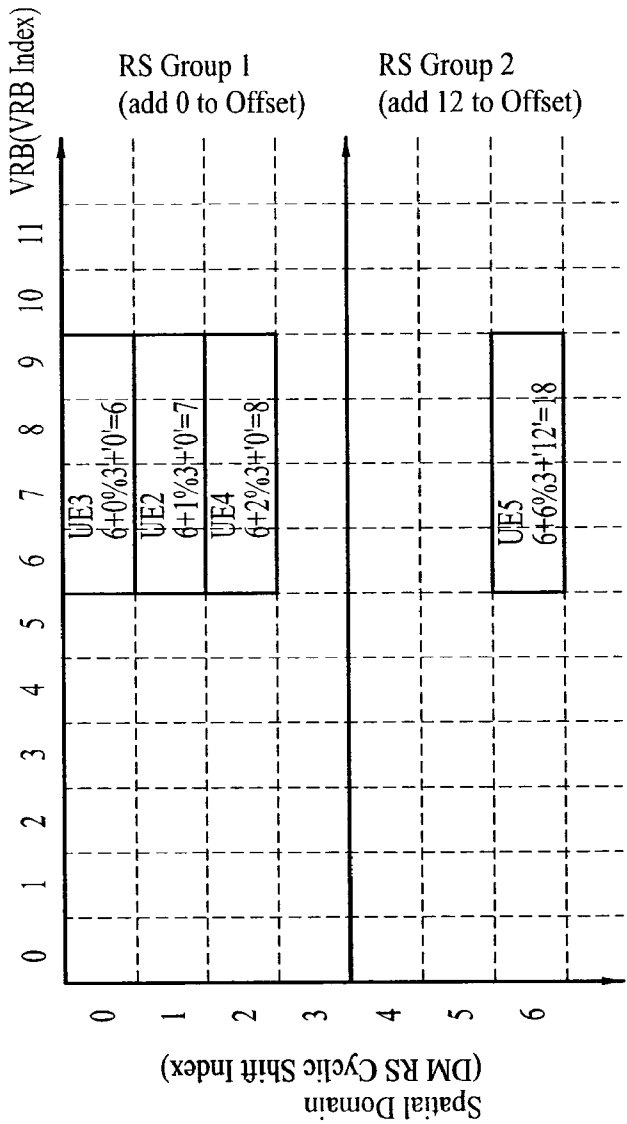 VRB(VRB Index)
0 1 2 3 4 5 6 7 8 9 10 11
Spatial Domain
(DM RS Cyclic Shift Index)
0
1
2
3
4
5
6
UE3
6+0%3+'0'=6
UE2
6+1%3+'0'=7
UE4
6+2%3+'0'=8
UE5
6+6%3+'12'=18
RS Group 1
(add 0 to Offset)
RS Group 2
(add 12 to Offset)